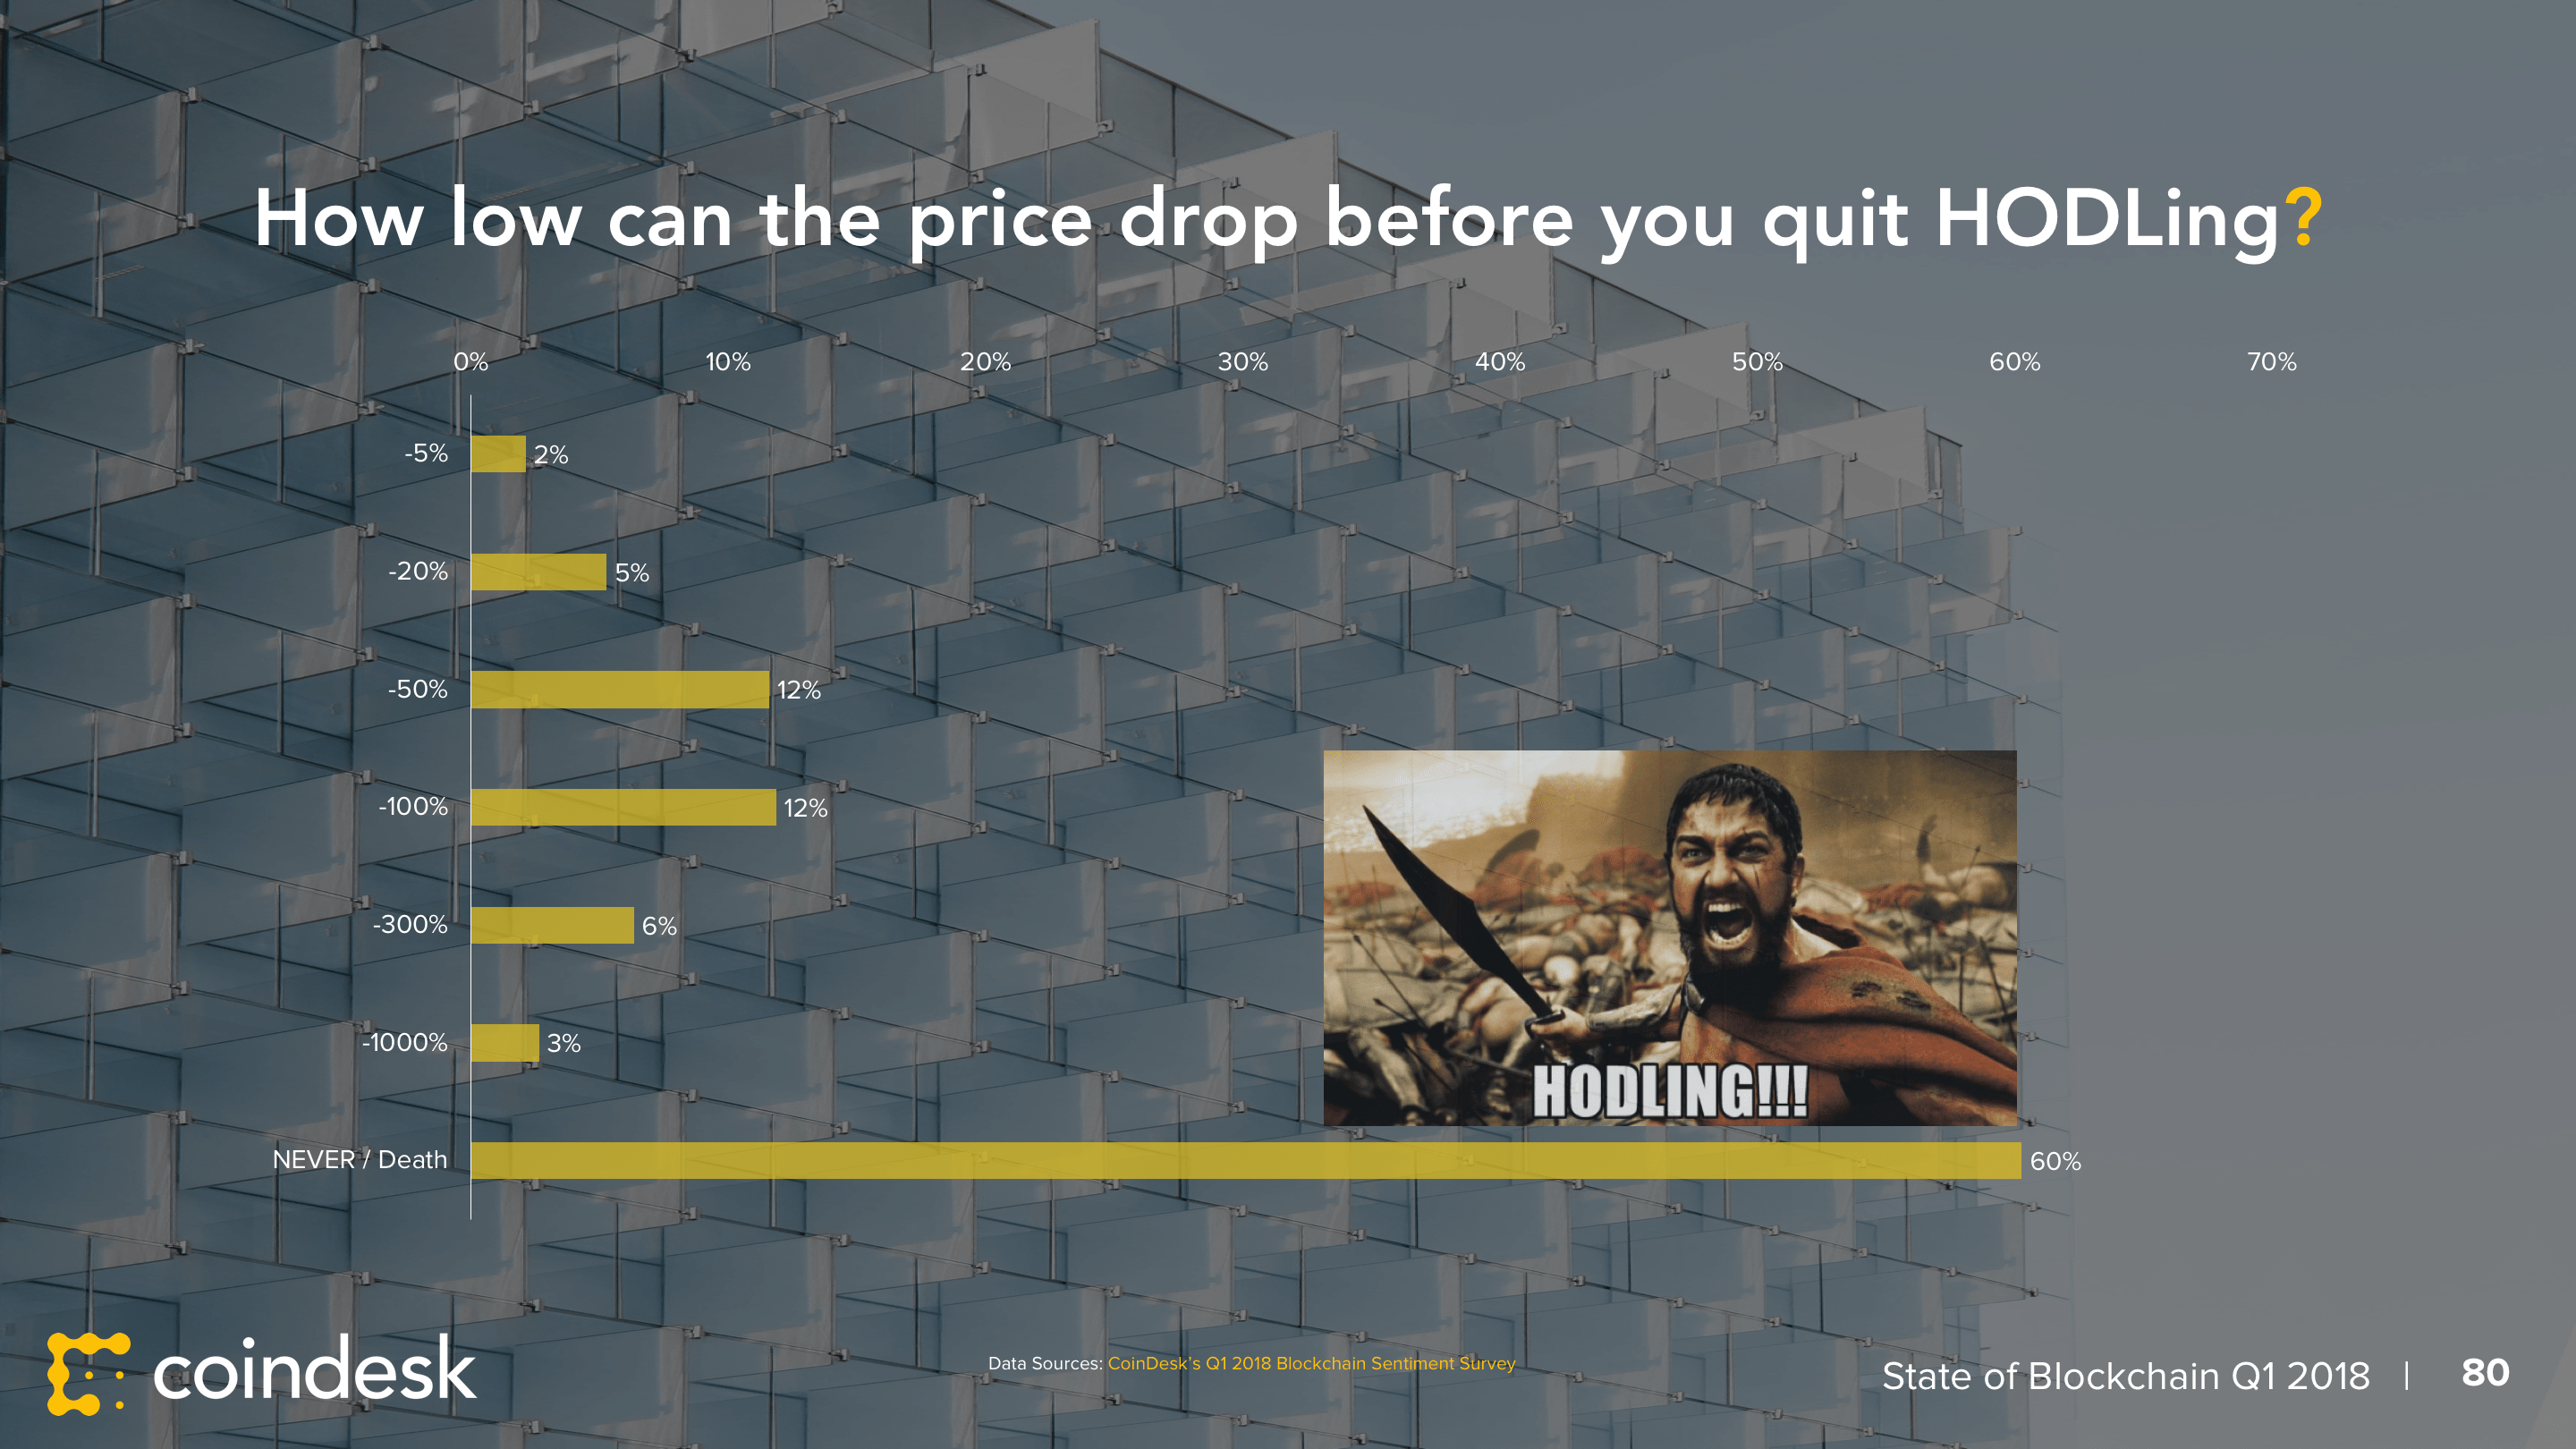 How low can the price drop before you quit HODLing?
0% 10% 20% 30% 40% 50% 60% 70%
-5% 2%
-20% 5%
-50% 12%
-100% 12%
-300% 6%
-1000% 3%
HODLING!!!
NEVER / Death 60%
coindesk
Data Sources: CoinDesk's Q1 2018 Blockchain Sentiment Survey
State of Blockchain Q1 2018 | 80